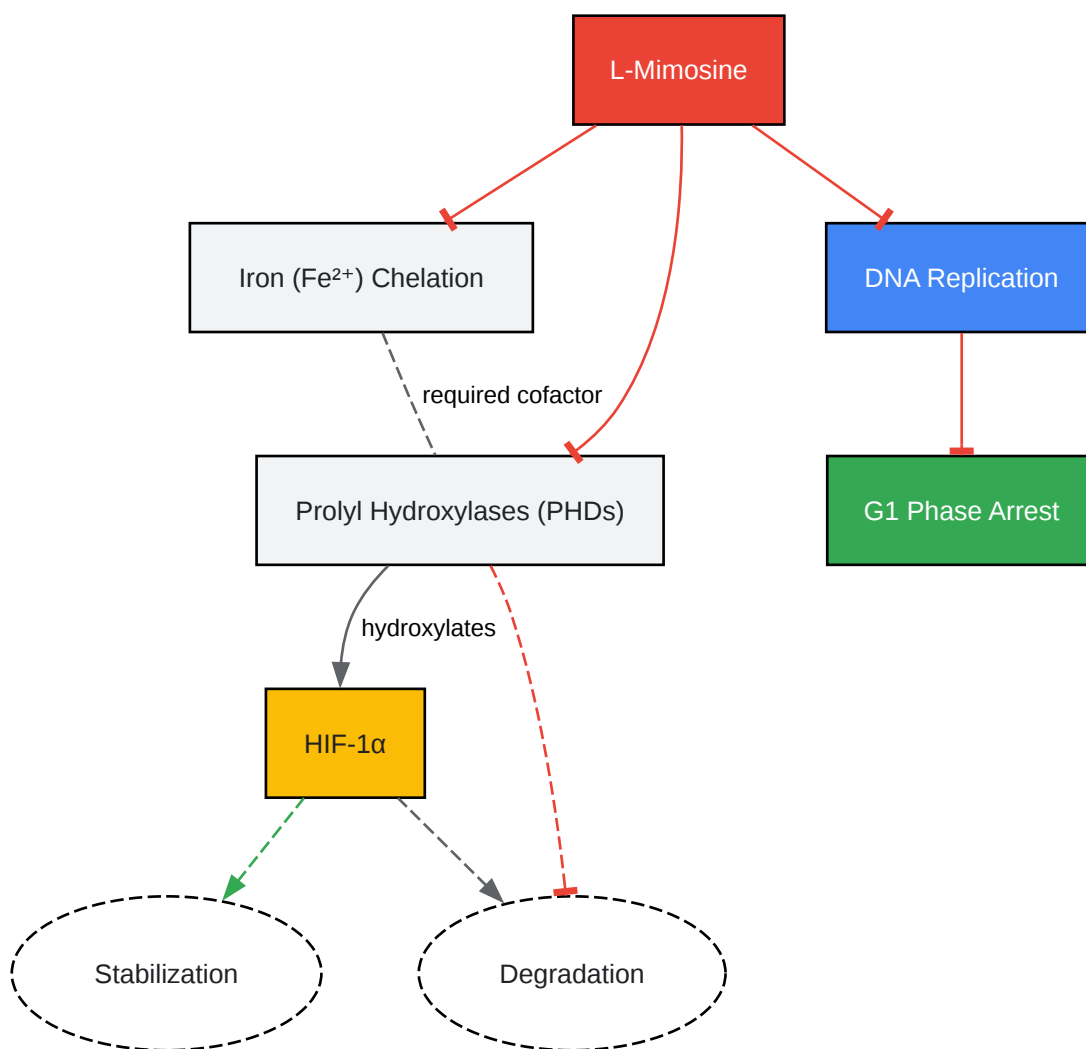 L-Mimosine
Iron (Fe²⁺) Chelation
DNA Replication
required cofactor
Prolyl Hydroxylases (PHDs)
G1 Phase Arrest
hydroxylates
HIF-1α
Stabilization
Degradation